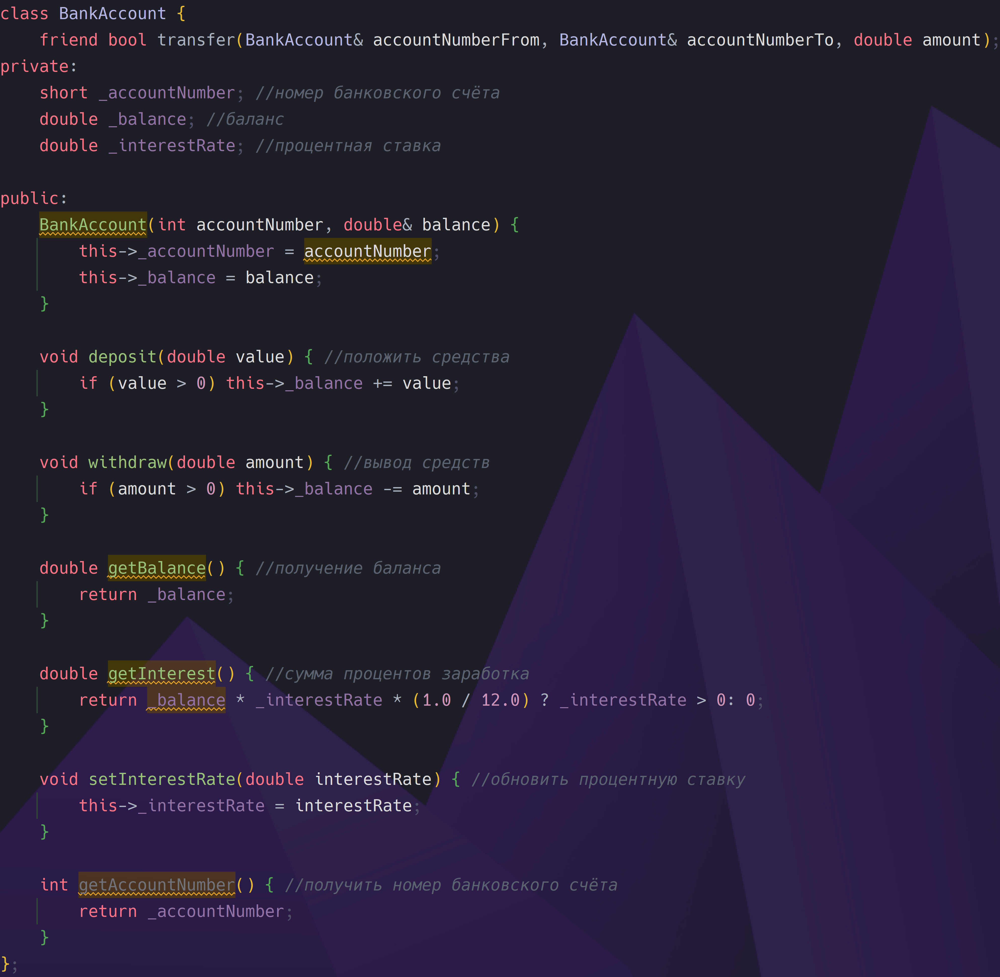 class BankAccount {
    friend bool transfer(BankAccount& accountNumberFrom, BankAccount& accountNumberTo, double amount);
private:
    short _accountNumber; //номер банковского счёта
    double _balance; //баланс
    double _interestRate; //процентная ставка

public:
    BankAccount(int accountNumber, double& balance) {
        this->_accountNumber = accountNumber;
        this->_balance = balance;
    }

    void deposit(double value) { //положить средства
        if (value > 0) this->_balance += value;
    }

    void withdraw(double amount) { //вывод средств
        if (amount > 0) this->_balance -= amount;
    }

    double getBalance() { //получение баланса
        return _balance;
    }

    double getInterest() { //сумма процентов заработка
        return _balance * _interestRate * (1.0 / 12.0) ? _interestRate > 0: 0;
    }

    void setInterestRate(double interestRate) { //обновить процентную ставку
        this->_interestRate = interestRate;
    }

    int getAccountNumber() { //получить номер банковского счёта
        return _accountNumber;
    }
};